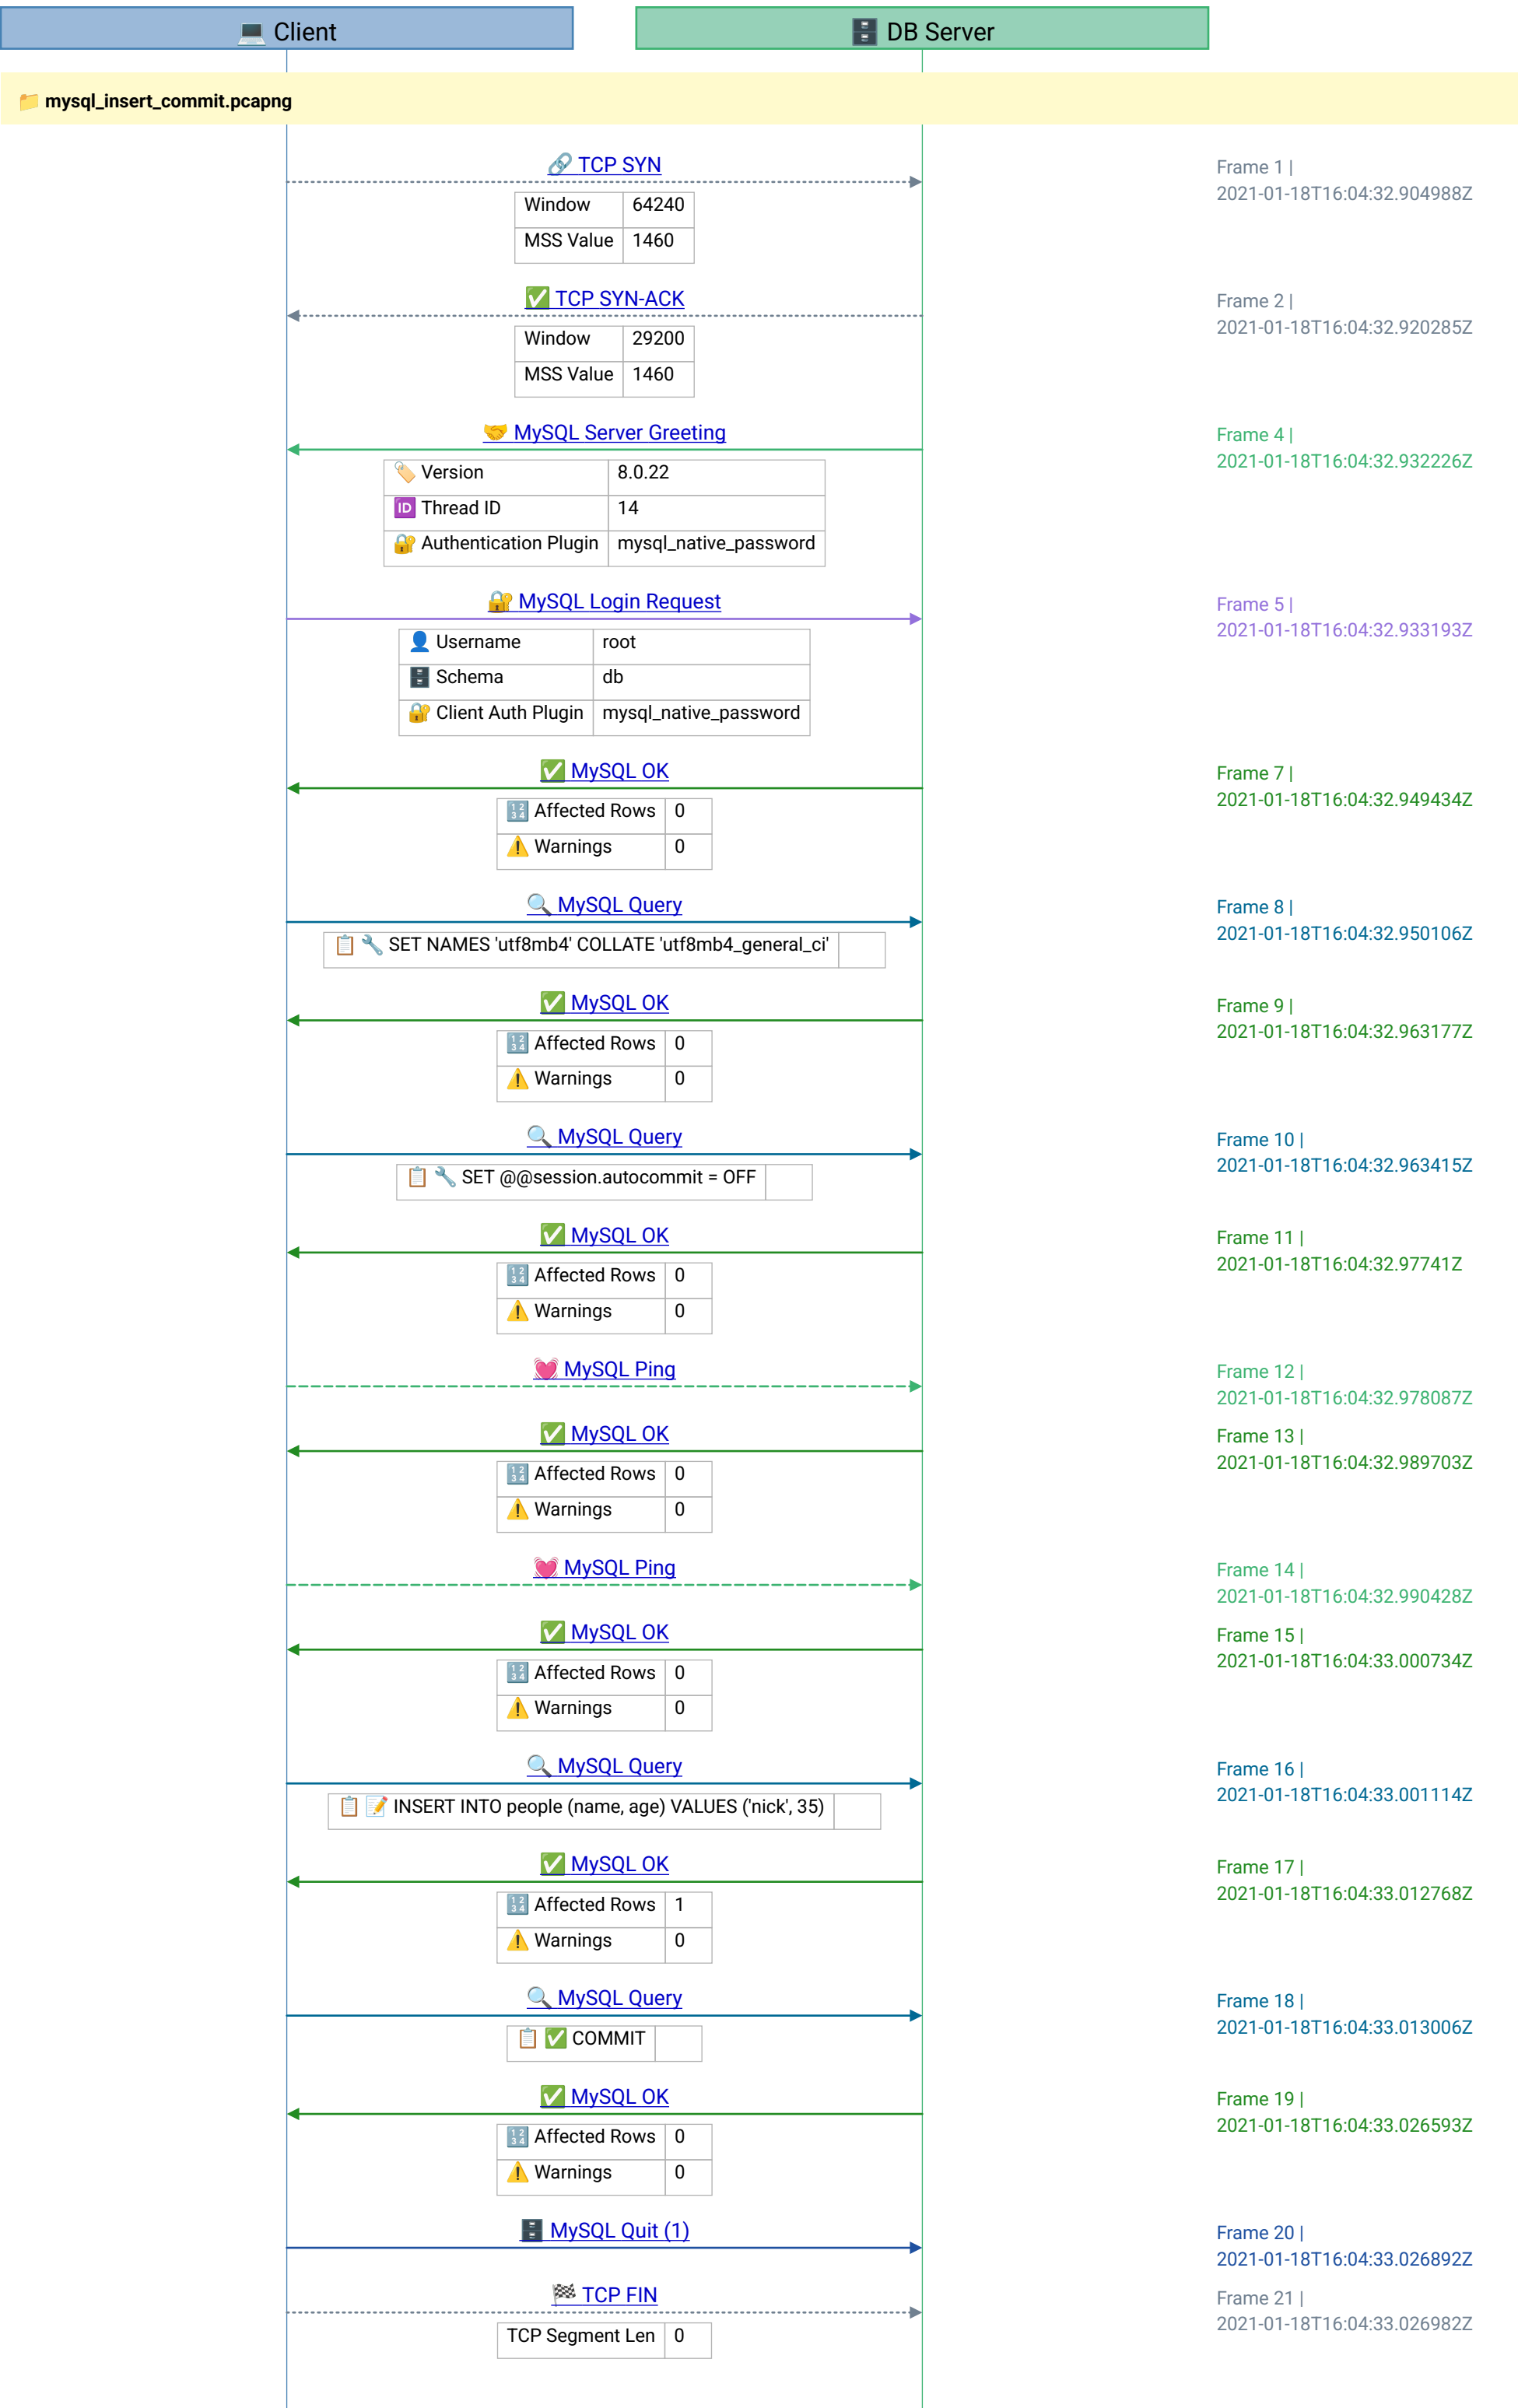 💻 Client
🗄️ DB Server
📁 mysql_insert_commit.pcapng
🔗 TCP SYN
Frame 1 |
2021-01-18T16:04:32.904988Z
Window 64240
MSS Value 1460
✅ TCP SYN-ACK
Frame 2 |
2021-01-18T16:04:32.920285Z
Window 29200
MSS Value 1460
🤝 MySQL Server Greeting
Frame 4 |
2021-01-18T16:04:32.932226Z
🏷️ Version 8.0.22
🆔 Thread ID 14
🔐 Authentication Plugin mysql_native_password
🔐 MySQL Login Request
Frame 5 |
2021-01-18T16:04:32.933193Z
👤 Username root
🗄️ Schema db
🔐 Client Auth Plugin mysql_native_password
✅ MySQL OK
Frame 7 |
2021-01-18T16:04:32.949434Z
🔢 Affected Rows 0
⚠️ Warnings 0
🔍 MySQL Query
Frame 8 |
2021-01-18T16:04:32.950106Z
📋 🔧 SET NAMES 'utf8mb4' COLLATE 'utf8mb4_general_ci'
✅ MySQL OK
Frame 9 |
2021-01-18T16:04:32.963177Z
🔢 Affected Rows 0
⚠️ Warnings 0
🔍 MySQL Query
Frame 10 |
2021-01-18T16:04:32.963415Z
📋 🔧 SET @@session.autocommit = OFF
✅ MySQL OK
Frame 11 |
2021-01-18T16:04:32.97741Z
🔢 Affected Rows 0
⚠️ Warnings 0
💓 MySQL Ping
Frame 12 |
2021-01-18T16:04:32.978087Z
✅ MySQL OK
Frame 13 |
2021-01-18T16:04:32.989703Z
🔢 Affected Rows 0
⚠️ Warnings 0
💓 MySQL Ping
Frame 14 |
2021-01-18T16:04:32.990428Z
✅ MySQL OK
Frame 15 |
2021-01-18T16:04:33.000734Z
🔢 Affected Rows 0
⚠️ Warnings 0
🔍 MySQL Query
Frame 16 |
2021-01-18T16:04:33.001114Z
📋 📝 INSERT INTO people (name, age) VALUES ('nick', 35)
✅ MySQL OK
Frame 17 |
2021-01-18T16:04:33.012768Z
🔢 Affected Rows 1
⚠️ Warnings 0
🔍 MySQL Query
Frame 18 |
2021-01-18T16:04:33.013006Z
📋 ✅ COMMIT
✅ MySQL OK
Frame 19 |
2021-01-18T16:04:33.026593Z
🔢 Affected Rows 0
⚠️ Warnings 0
🗄️ MySQL Quit (1)
Frame 20 |
2021-01-18T16:04:33.026892Z
🏁 TCP FIN
Frame 21 |
2021-01-18T16:04:33.026982Z
TCP Segment Len 0